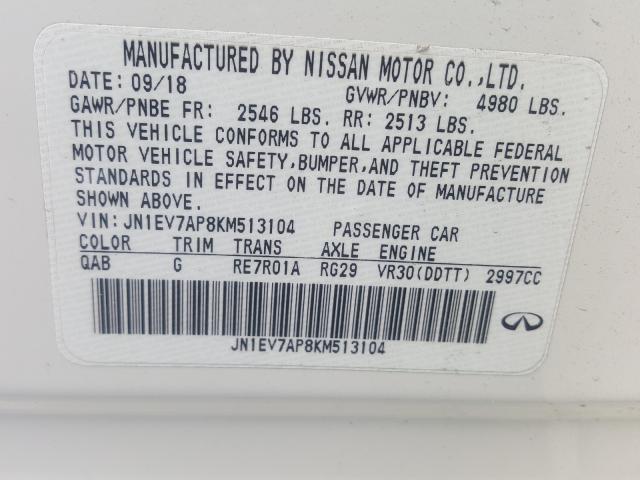 MANUFACTURED BY NISSAN MOTOR CO.,LTD.
DATE: 09/18 GVWR/PNBV: 4980 LBS.
GAWR/PNBE FR: 2546 LBS. RR: 2513 LBS.
THIS VEHICLE CONFORMS TO ALL APPLICABLE FEDERAL
MOTOR VEHICLE SAFETY,BUMPER,AND THEFT PREVENTION
STANDARDS IN EFFECT ON THE DATE OF MANUFACTURE
SHOWN ABOVE.
VIN: JN1EV7AP8KM513104 PASSENGER CAR
COLOR TRIM TRANS AXLE ENGINE
QAB G RE7R01A RG29 VR30(DDTT) 2997CC
JN1EV7AP8KM513104